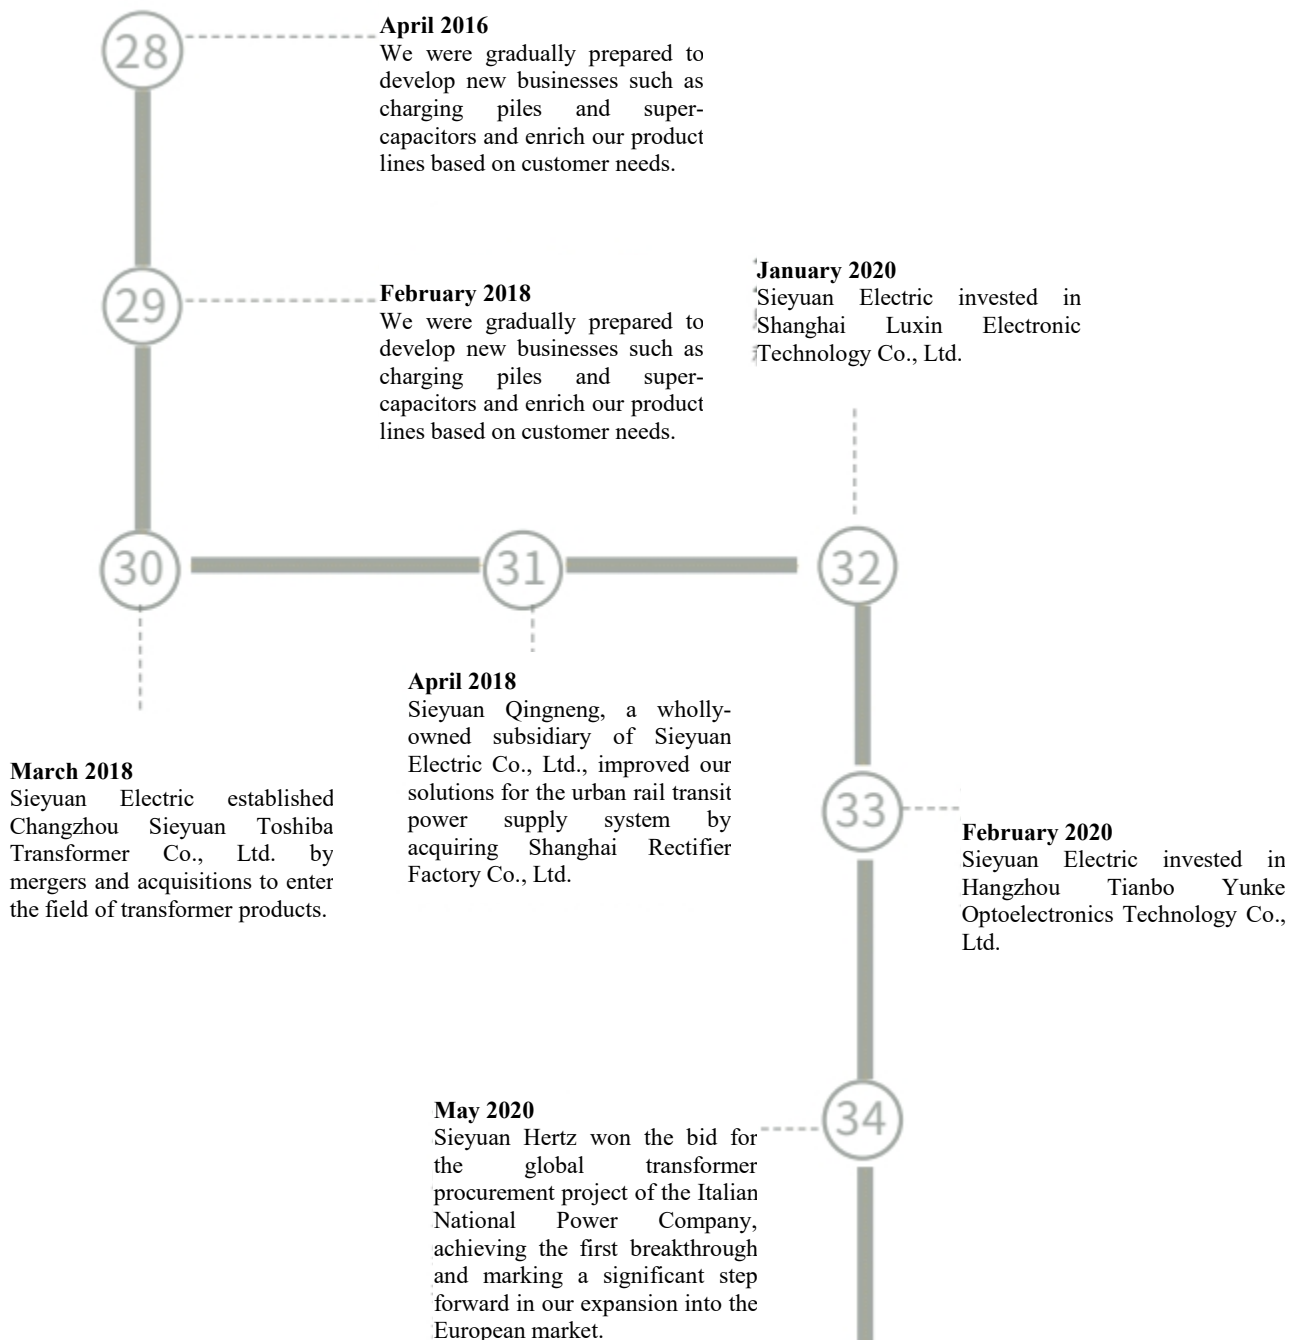 28
April 2016
We were gradually prepared to
develop new businesses such as
charging piles and super-
capacitors and enrich our product
lines based on customer needs.
29
February 2018
We were gradually prepared to
develop new businesses such as
charging piles and super-
capacitors and enrich our product
lines based on customer needs.
30
March 2018
Sieyuan Electric established
Changzhou Sieyuan Toshiba
Transformer Co., Ltd. by
mergers and acquisitions to enter
the field of transformer products.
31
April 2018
Sieyuan Qingneng, a wholly-
owned subsidiary of Sieyuan
Electric Co., Ltd., improved our
solutions for the urban rail transit
power supply system by
acquiring Shanghai Rectifier
Factory Co., Ltd.
32
January 2020
Sieyuan Electric invested in
Shanghai Luxin Electronic
Technology Co., Ltd.
33
February 2020
Sieyuan Electric invested in
Hangzhou Tianbo Yunke
Optoelectronics Technology Co.,
Ltd.
34
May 2020
Sieyuan Hertz won the bid for
the global transformer
procurement project of the Italian
National Power Company,
achieving the first breakthrough
and marking a significant step
forward in our expansion into the
European market.